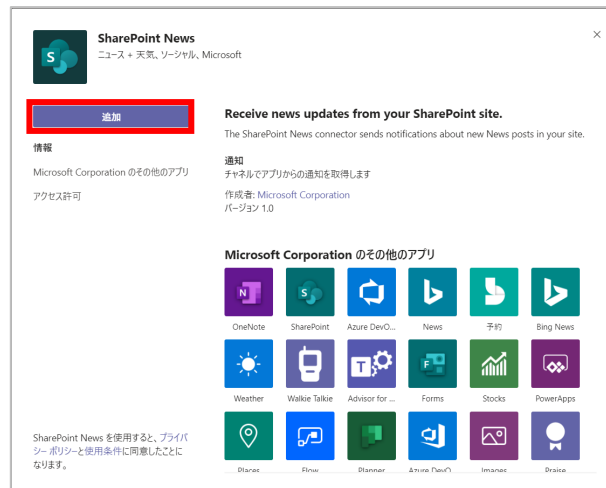 SharePoint News
ニュース + 天気、ソーシャル、Microsoft
追加
情報
Microsoft Corporation のその他のアプリ
アクセス許可
Receive news updates from your SharePoint site.
The SharePoint News connector sends notifications about new News posts in your site.
通知
チャネルでアプリからの通知を取得します
作成者: Microsoft Corporation
バージョン 1.0
Microsoft Corporation のその他のアプリ
OneNote SharePoint Azure DevO... News 予約 Bing News
Weather Walkie Talkie Advisor for ... Forms Stocks PowerApps
Places Flow Planner Azure DevO Images Praise
SharePoint News を使用すると、プライバ
シー ポリシーと使用条件に同意したことに
なります。